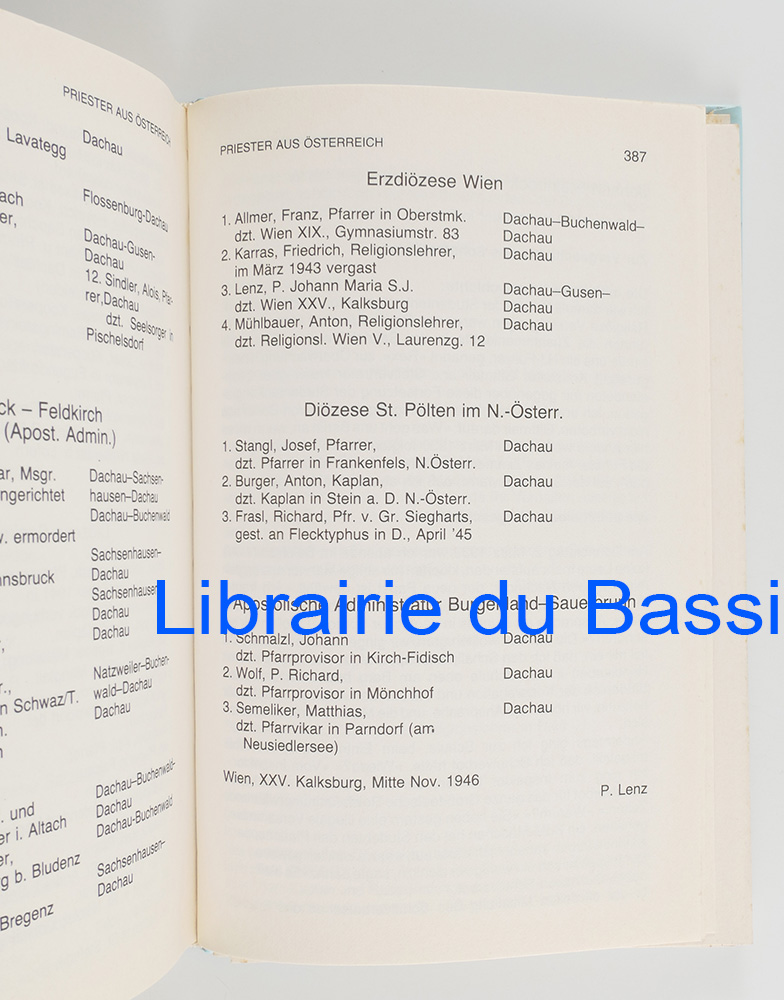 PRIESTER AUS ÖSTERREICH
Lavategg Dachau
Flossenburg-Dachau
Dachau-Gusen-
Dachau
12. Sindler, Alois, Pfar-
rer, Dachau
dzt. Seelsorger in
Pischelsdorf
– Feldkirch
(Apost. Admin.)
Msgr. Dachau–Sachsen-
hausen–Dachau
Dachau–Buchenwald
ermordert
Sachsenhausen–
Dachau
Sachsenhausen
Dachau
Dachau
Natzweiler–Buchen-
Schwaz/T. wald–Dachau
Dachau
Dachau–Buchenwald-
und Dachau
i. Altach Dachau-Buchenwald
b. Bludenz Sachsenhausen–
Dachau
Bregenz
PRIESTER AUS ÖSTERREICH 387
Erzdiözese Wien
1. Allmer, Franz, Pfarrer in Oberstmk. Dachau–Buchenwald–
dzt. Wien XIX., Gymnasiumstr. 83 Dachau
2. Karras, Friedrich, Religionslehrer, Dachau
im März 1943 vergast
3. Lenz, P. Johann Maria S.J. Dachau–Gusen–
dzt. Wien XXV., Kalksburg Dachau
4. Mühlbauer, Anton, Religionslehrer, Dachau
dzt. Religionsl. Wien V., Laurenzg. 12
Diözese St. Pölten im N.-Österr.
1. Stangl, Josef, Pfarrer, Dachau
dzt. Pfarrer in Frankenfels, N.Österr.
2. Burger, Anton, Kaplan, Dachau
dzt. Kaplan in Stein a. D. N.-Österr.
3. Frasl, Richard, Pfr. v. Gr. Siegharts, Dachau
gest. an Flecktyphus in D., April '45
Apostolische Administratur Burgenland–Sauerbrunn
Librairie du Bassi
1. Schmalzl, Johann Dachau
dzt. Pfarrprovisor in Kirch-Fidisch
2. Wolf, P. Richard, Dachau
dzt. Pfarrprovisor in Mönchhof
3. Semeliker, Matthias, Dachau
dzt. Pfarrvikar in Parndorf (am
Neusiedlersee)
Wien, XXV. Kalksburg, Mitte Nov. 1946
P. Lenz